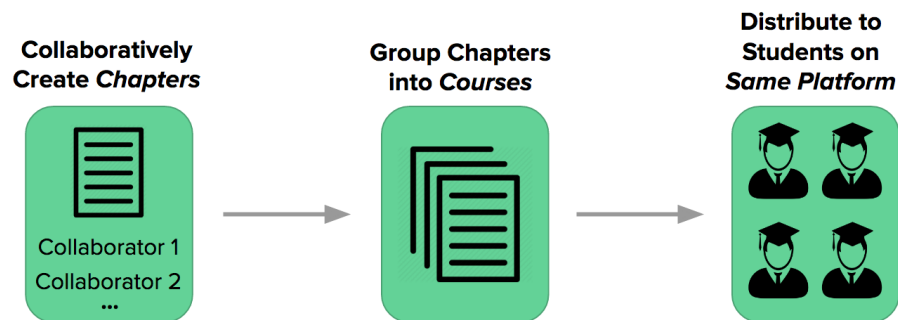 Collaboratively
Create Chapters
Collaborator 1
Collaborator 2
...
Group Chapters
into Courses
Distribute to
Students on
Same Platform